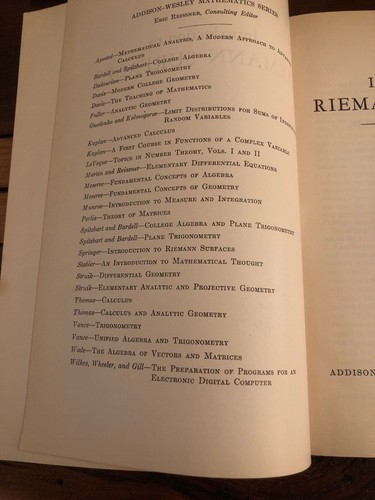 ADDISON-WESLEY MATHEMATICS SERIES
ERIC REISSNER, Consulting Editor
Apostol—MATHEMATICAL ANALYSIS, A MODERN APPROACH TO
CALCULUS
Bardell and Spitzbart—COLLEGE ALGEBRA
Dadourian—PLANE TRIGONOMETRY
Davis—MODERN COLLEGE GEOMETRY
Davis—THE TEACHING OF MATHEMATICS
Fuller—ANALYTIC GEOMETRY
Gnedenko and Kolmogorov—LIMIT DISTRIBUTIONS FOR SUMS OF
RANDOM VARIABLES
Kaplan—ADVANCED CALCULUS
Kaplan—A FIRST COURSE IN FUNCTIONS OF A COMPLEX VARIABLE
LeVeque—TOPICS IN NUMBER THEORY, VOLS. I AND II
Martin and Reissner—ELEMENTARY DIFFERENTIAL EQUATIONS
Meserve—FUNDAMENTAL CONCEPTS OF ALGEBRA
Meserve—FUNDAMENTAL CONCEPTS OF GEOMETRY
Munroe—INTRODUCTION TO MEASURE AND INTEGRATION
Perlis—THEORY OF MATRICES
Spitzbart and Bardell—COLLEGE ALGEBRA AND PLANE TRIGONOMETRY
Spitzbart and Bardell—PLANE TRIGONOMETRY
Springer—INTRODUCTION TO RIEMANN SURFACES
Stabler—AN INTRODUCTION TO MATHEMATICAL THOUGHT
Struik—DIFFERENTIAL GEOMETRY
Struik—ELEMENTARY ANALYTIC AND PROJECTIVE GEOMETRY
Thomas—CALCULUS
Thomas—CALCULUS AND ANALYTIC GEOMETRY
Vance—TRIGONOMETRY
Vance—UNIFIED ALGEBRA AND TRIGONOMETRY
Wade—THE ALGEBRA OF VECTORS AND MATRICES
Wilkes, Wheeler, and Gill—THE PREPARATION OF PROGRAMS FOR AN
ELECTRONIC DIGITAL COMPUTER
I
RIEMA
ADDISON